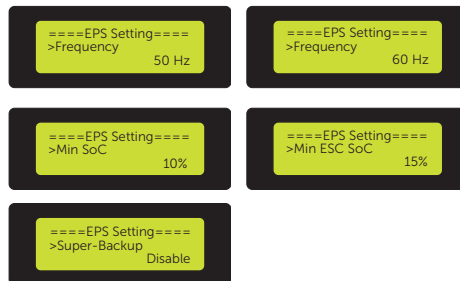 ====EPS Setting====
>Frequency
50 Hz
====EPS Setting====
>Frequency
60 Hz
====EPS Setting====
>Min SoC
10%
====EPS Setting====
>Min ESC SoC
15%
====EPS Setting====
>Super-Backup
Disable